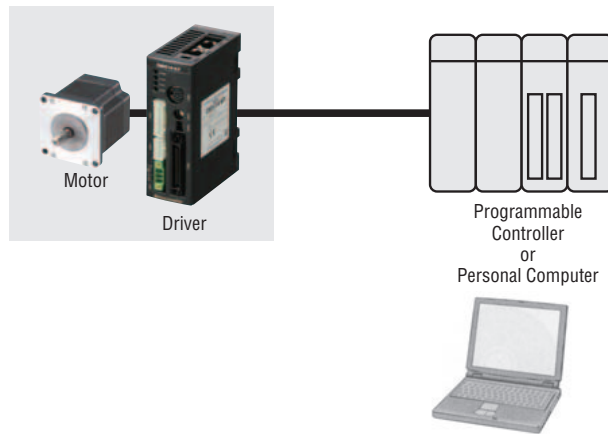 Motor
Driver
Programmable
Controller
or
Personal Computer